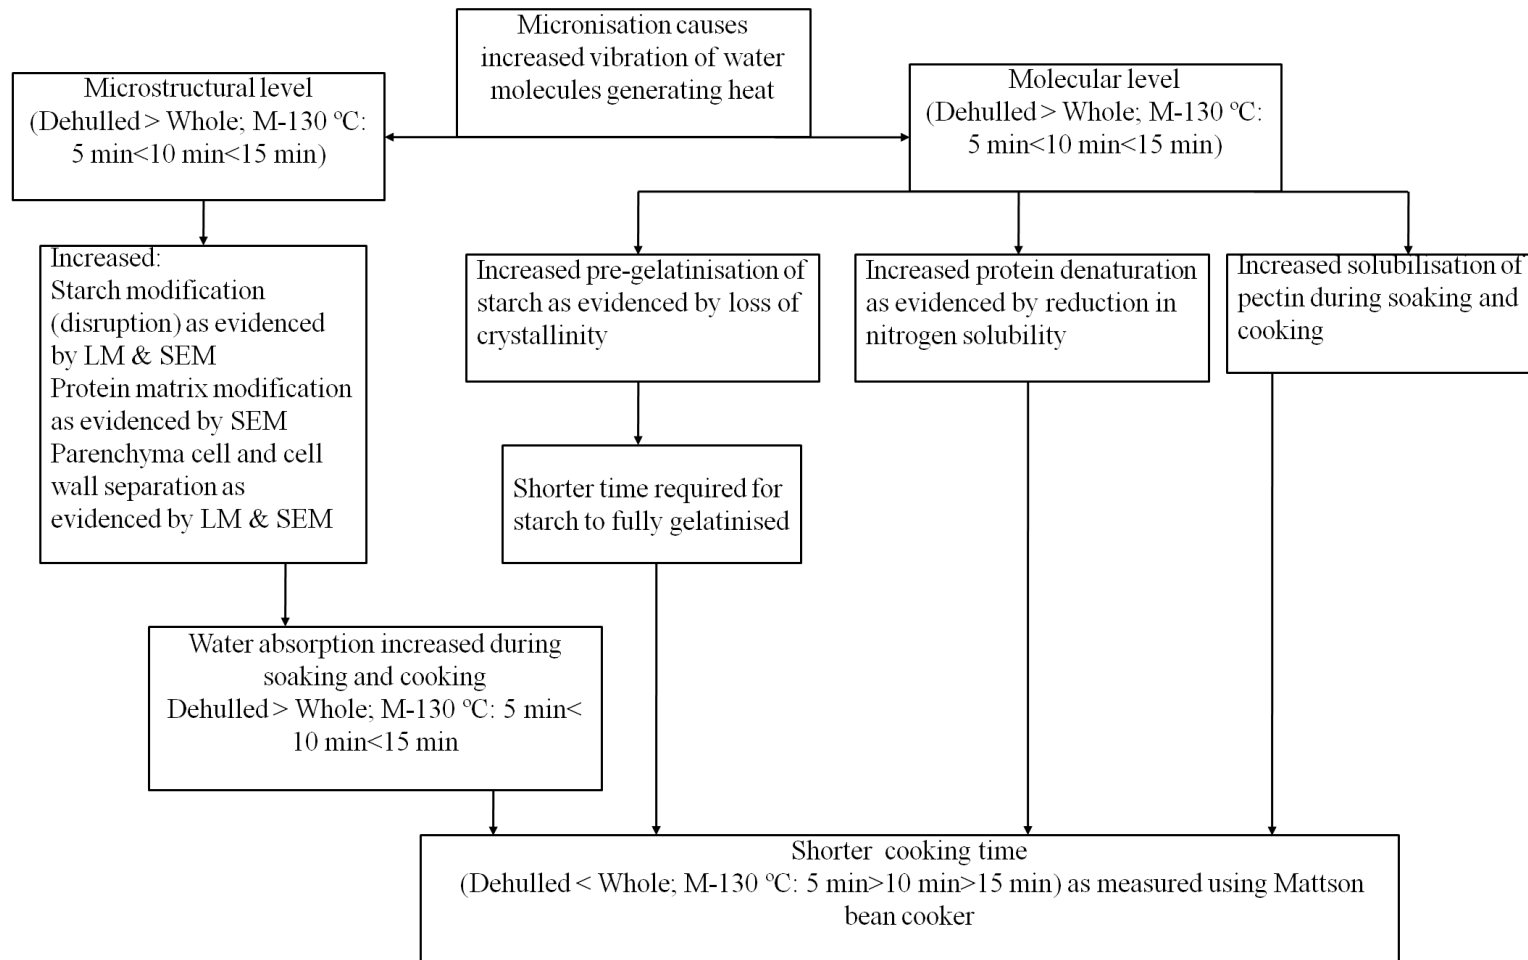 Micronisation causes
increased vibration of water
molecules generating heat
Microstructural level
(Dehulled > Whole; M-130 ºC:
5 min<10 min<15 min)
Molecular level
(Dehulled > Whole; M-130 ºC:
5 min<10 min<15 min)
Increased:
Starch modification
(disruption) as evidenced
by LM & SEM
Protein matrix modification
as evidenced by SEM
Parenchyma cell and cell
wall separation as
evidenced by LM & SEM
Increased pre-gelatinisation of
starch as evidenced by loss of
crystallinity
Increased protein denaturation
as evidenced by reduction in
nitrogen solubility
Increased solubilisation of
pectin during soaking and
cooking
Shorter time required for
starch to fully gelatinised
Water absorption increased during
soaking and cooking
Dehulled > Whole; M-130 ºC: 5 min<
10 min<15 min
Shorter cooking time
(Dehulled < Whole; M-130 ºC: 5 min>10 min>15 min) as measured using Mattson
bean cooker